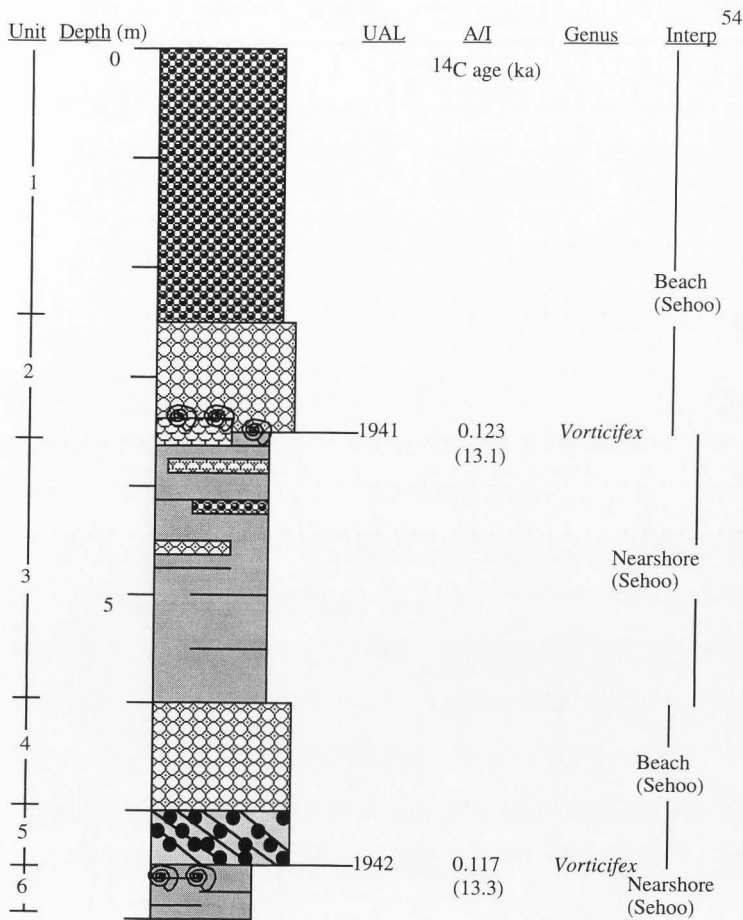 54
Unit Depth (m) UAL A/I Genus Interp
0
14C age (ka)
1
Beach
(Sehoo)
2
1941 0.123 Vorticifex
(13.1)
Nearshore
(Sehoo)
3
5
4
Beach
(Sehoo)
5
1942 0.117 Vorticifex
(13.3)
Nearshore
(Sehoo)
6